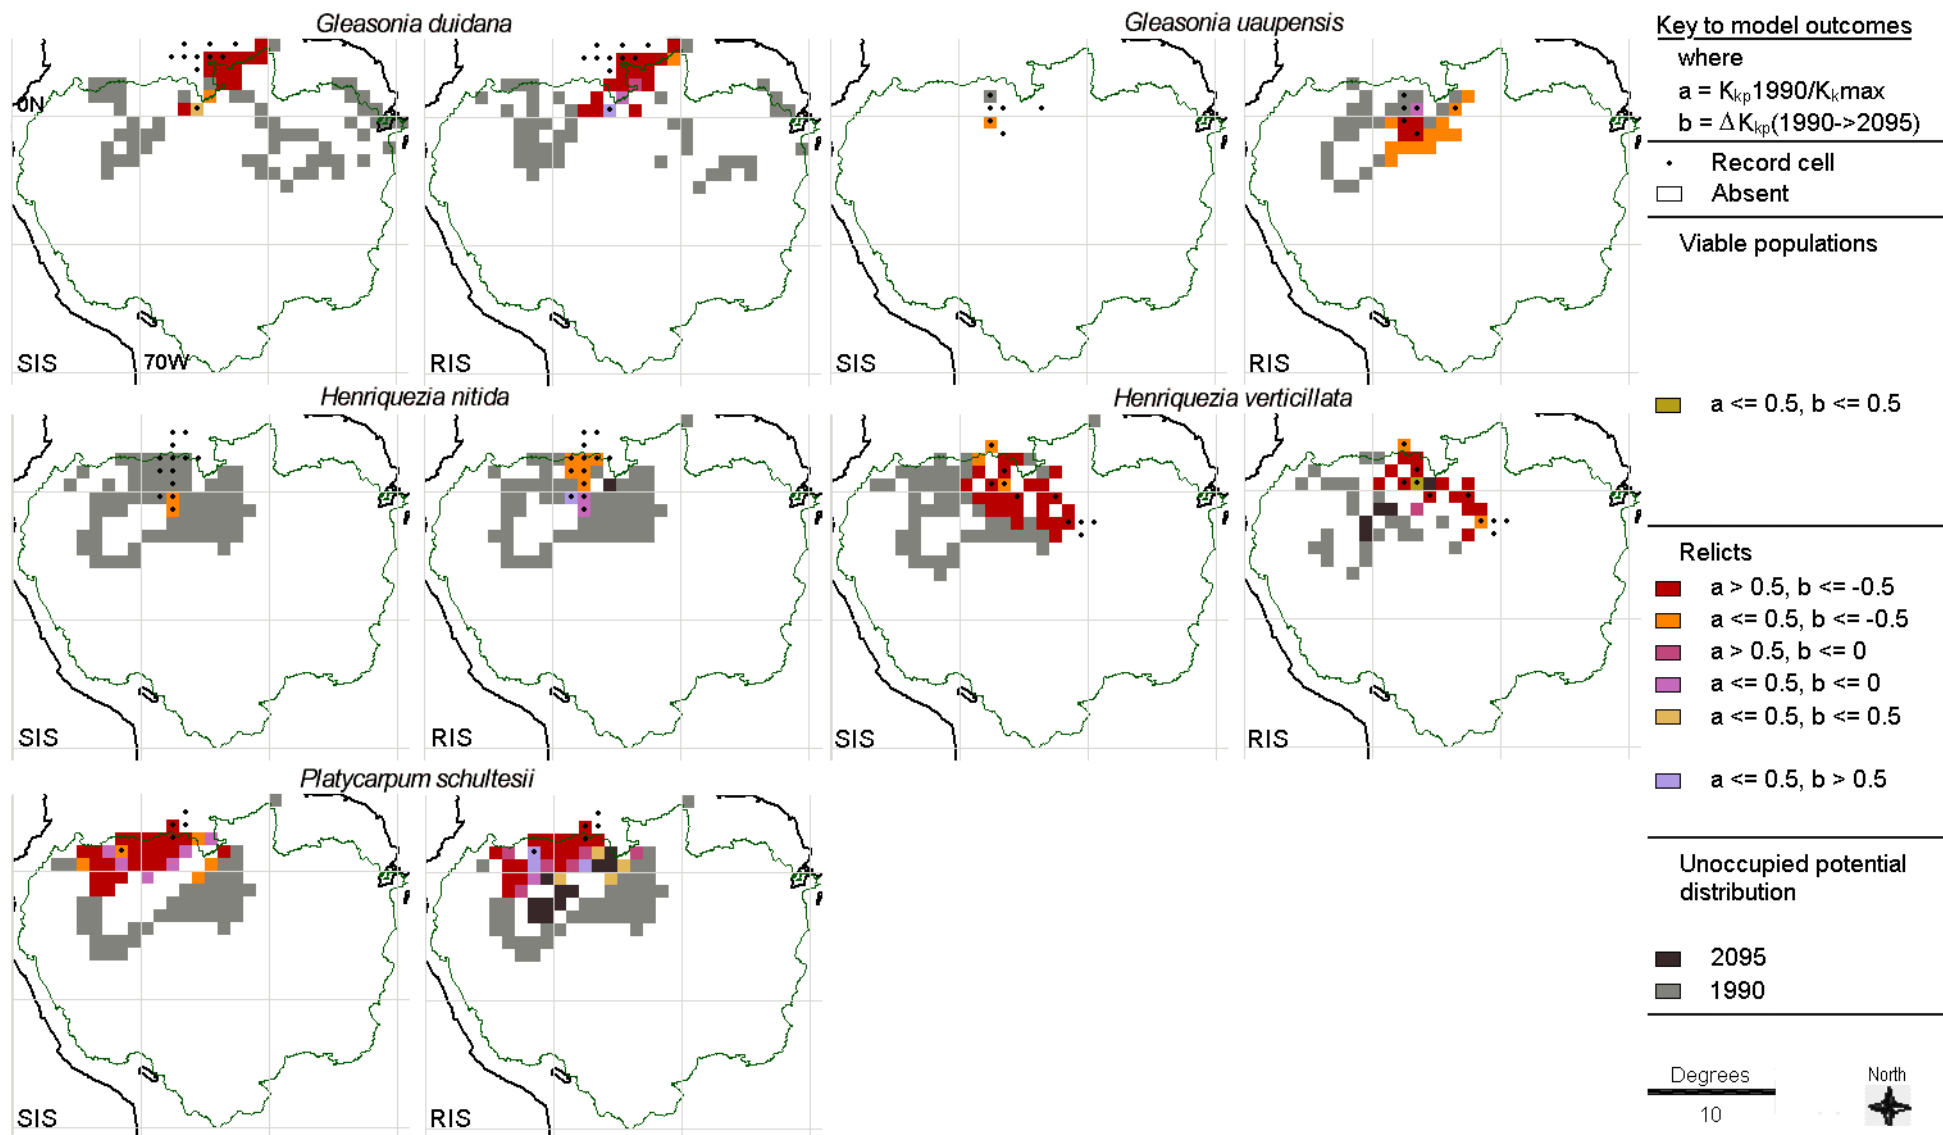 Gleasonia duidana
Gleasonia uaupensis
0N
70W
SIS
RIS
SIS
RIS
Henriquezia nitida
Henriquezia verticillata
SIS
RIS
SIS
RIS
Platycarpum schultesii
SIS
RIS
Key to model outcomes
where
a = Kkp1990/Kkmax
b = ΔKkp(1990->2095)
Record cell
Absent
Viable populations
a <= 0.5, b <= 0.5
Relicts
a > 0.5, b <= -0.5
a <= 0.5, b <= -0.5
a > 0.5, b <= 0
a <= 0.5, b <= 0
a <= 0.5, b <= 0.5
a <= 0.5, b > 0.5
Unoccupied potential
distribution
2095
1990
Degrees
10
North